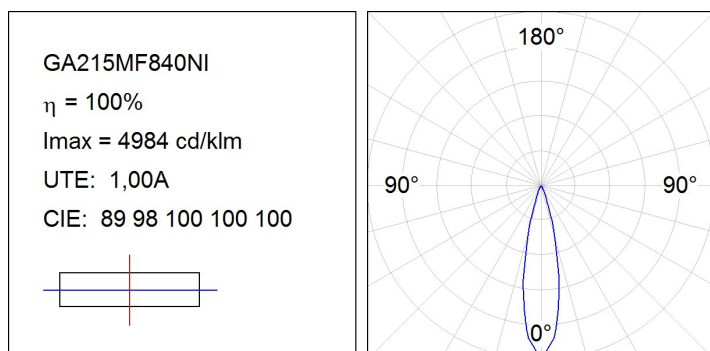 GA215MF840NI
η = 100%
Imax = 4984 cd/klm
UTE:  1,00A
CIE:  89 98 100 100 100
180°
90°
90°
0°